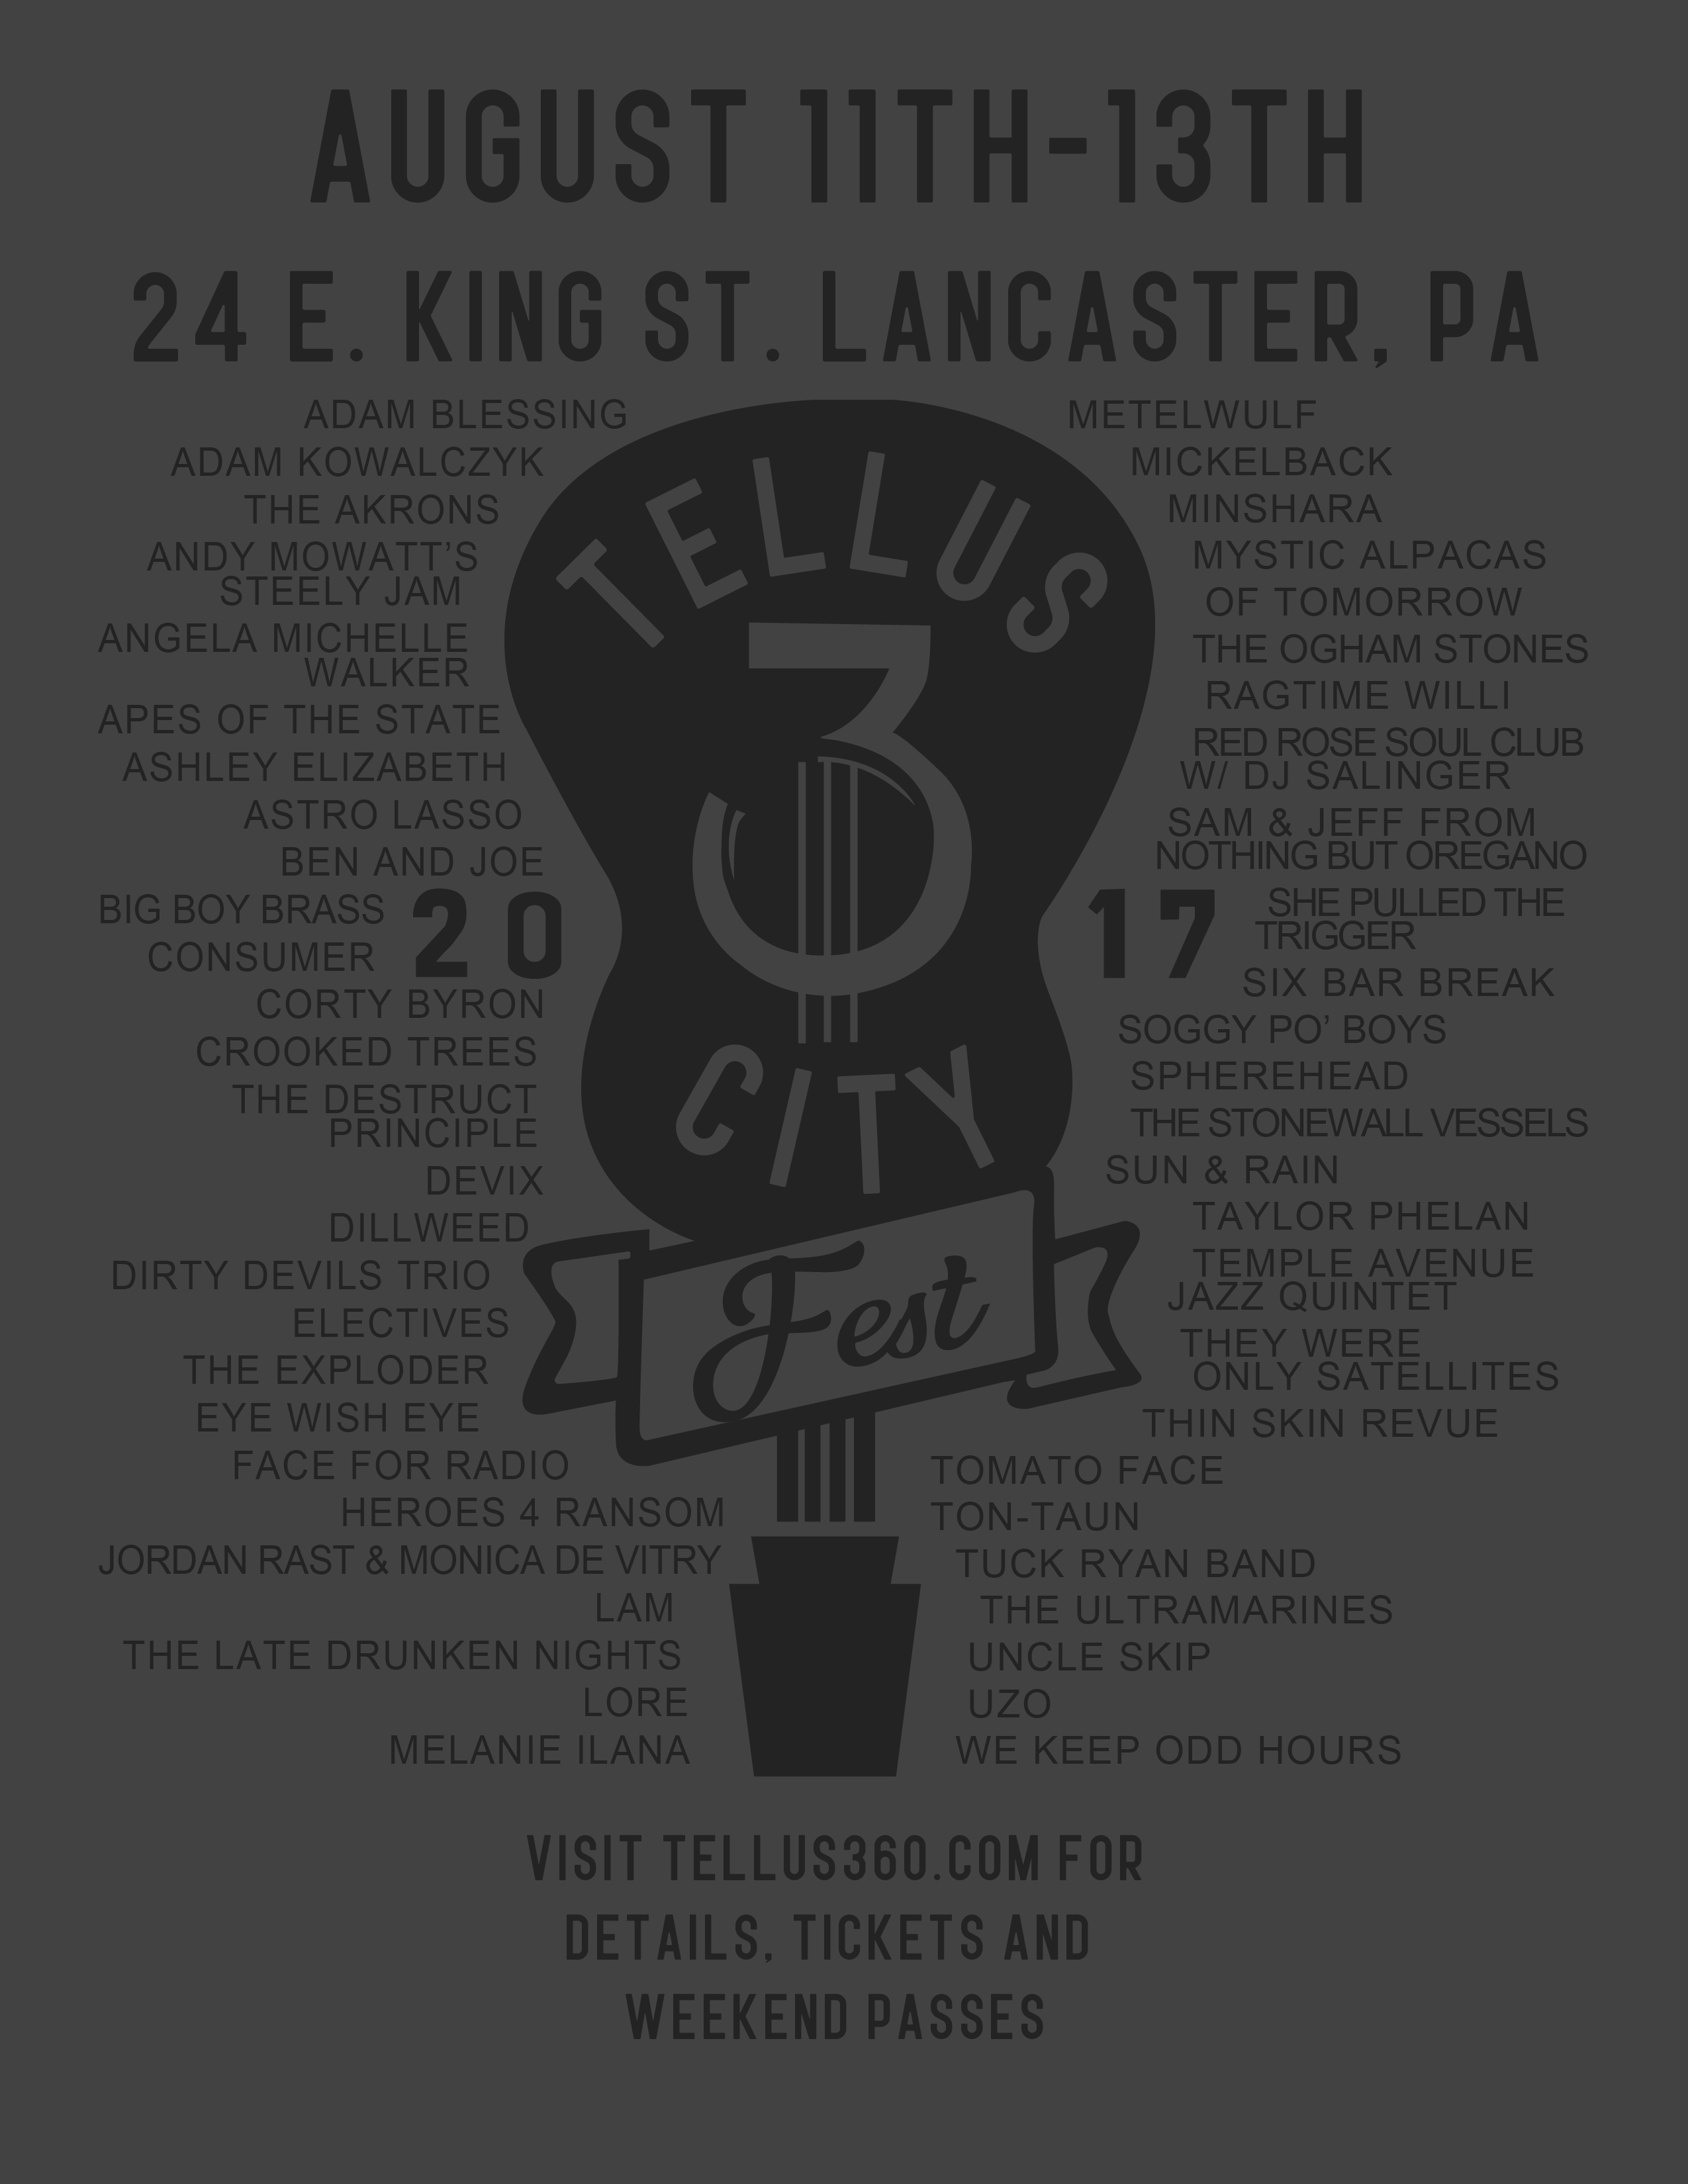 AUGUST 11TH-13TH
24 E. KING ST. LANCASTER, PA
TELLUS
3
CITY
Fest
20 17
ADAM BLESSING
ADAM KOWALCZYK
THE AKRONS
ANDY MOWATT'S
STEELY JAM
ANGELA MICHELLE
WALKER
APES OF THE STATE
ASHLEY ELIZABETH
ASTRO LASSO
BEN AND JOE
BIG BOY BRASS
CONSUMER
CORTY BYRON
CROOKED TREES
THE DESTRUCT
PRINCIPLE
DEVIX
DILLWEED
DIRTY DEVILS TRIO
ELECTIVES
THE EXPLODER
EYE WISH EYE
FACE FOR RADIO
HEROES 4 RANSOM
JORDAN RAST & MONICA DE VITRY
LAM
THE LATE DRUNKEN NIGHTS
LORE
MELANIE ILANA
METELWULF
MICKELBACK
MINSHARA
MYSTIC ALPACAS
OF TOMORROW
THE OGHAM STONES
RAGTIME WILLI
RED ROSE SOUL CLUB
W/ DJ SALINGER
SAM & JEFF FROM
NOTHING BUT OREGANO
SHE PULLED THE
TRIGGER
SIX BAR BREAK
SOGGY PO' BOYS
SPHEREHEAD
THE STONEWALL VESSELS
SUN & RAIN
TAYLOR PHELAN
TEMPLE AVENUE
JAZZ QUINTET
THEY WERE
ONLY SATELLITES
THIN SKIN REVUE
TOMATO FACE
TON-TAUN
TUCK RYAN BAND
THE ULTRAMARINES
UNCLE SKIP
UZO
WE KEEP ODD HOURS
VISIT TELLUS360.COM FOR
DETAILS, TICKETS AND
WEEKEND PASSES